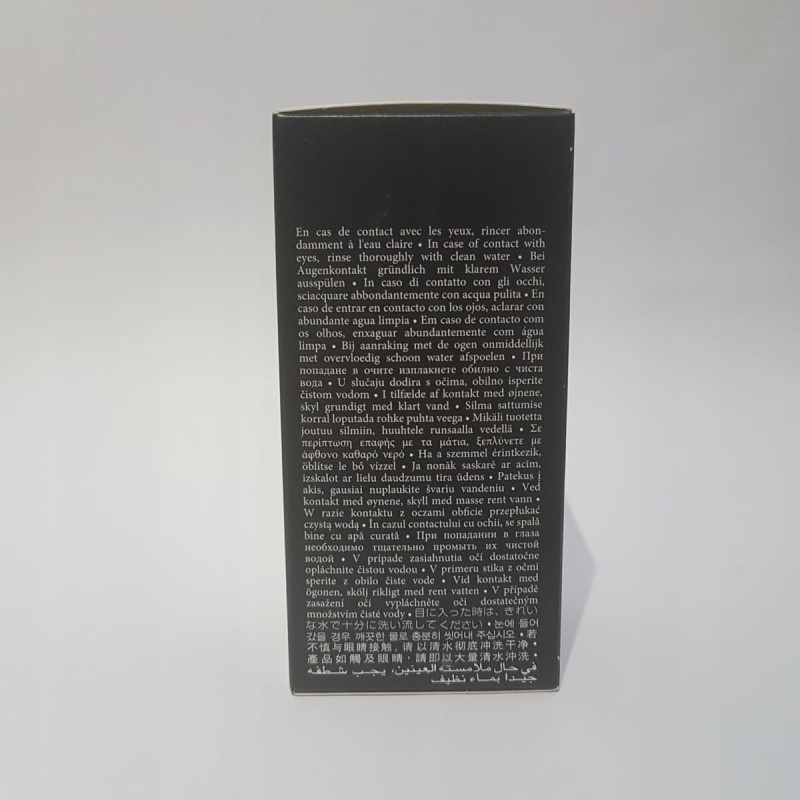 En cas de contact avec les yeux, rincer abon-
damment à l'eau claire • In case of contact with
eyes, rinse thoroughly with clean water • Bei
Augenkontakt gründlich mit klarem Wasser
ausspülen • In caso di contatto con gli occhi,
sciacquare abbondantemente con acqua pulita • En
caso de entrar en contacto con los ojos, aclarar con
abundante agua limpia • Em caso de contacto com
os olhos, enxaguar abundantemente com água
limpa • Bij aanraking met de ogen onmiddellijk
met overvloedig schoon water afspoelen • При
попадане в очите изплакнете обилно с чиста
вода • U slučaju dodira s očima, obilno isperite
čistom vodom • I tilfælde af kontakt med øjnene,
skyl grundigt med klart vand • Silma sattumise
korral loputada rohke puhta veega • Mikäli tuotetta
joutuu silmiin, huuhtele runsaalla vedellä • Σε
περίπτωση επαφής με τα μάτια, ξεπλύνετε με
άφθονο καθαρό νερό • Ha a szemmel érintkezik,
öblítse le bő vízzel • Ja nonāk saskarē ar acīm,
izskalot ar lielu daudzumu tīra ūdens • Patekus į
akis, gausiai nuplaukite švariu vandeniu • Ved
kontakt med øynene, skyll med masse rent vann •
W razie kontaktu z oczami obficie przepłukać
czystą wodą • În cazul contactului cu ochii, se spală
bine cu apă curată • При попадании в глаза
необходимо тщательно промыть их чистой
водой • V prípade zasiahnutia očí dostatočne
opláchnite čistou vodou • V primeru stika z očmi
sperite z obilo čiste vode • Vid kontakt med
ögonen, skölj rikligt med rent vatten • V případě
zasažení očí vypláchněte oči dostatečným
množstvím čisté vody • 目に入った時は、きれい
な水で十分に洗い流してください • 눈에 들어
갔을 경우 깨끗한 물로 충분히 씻어내 주십시오 • 若
不慎与眼睛接触, 请以清水彻底冲洗干净 •
產品如觸及眼睛, 請即以大量清水沖洗 •
في حال ملامسته العينين، يجب شطفه
جيدا بماء نظيف